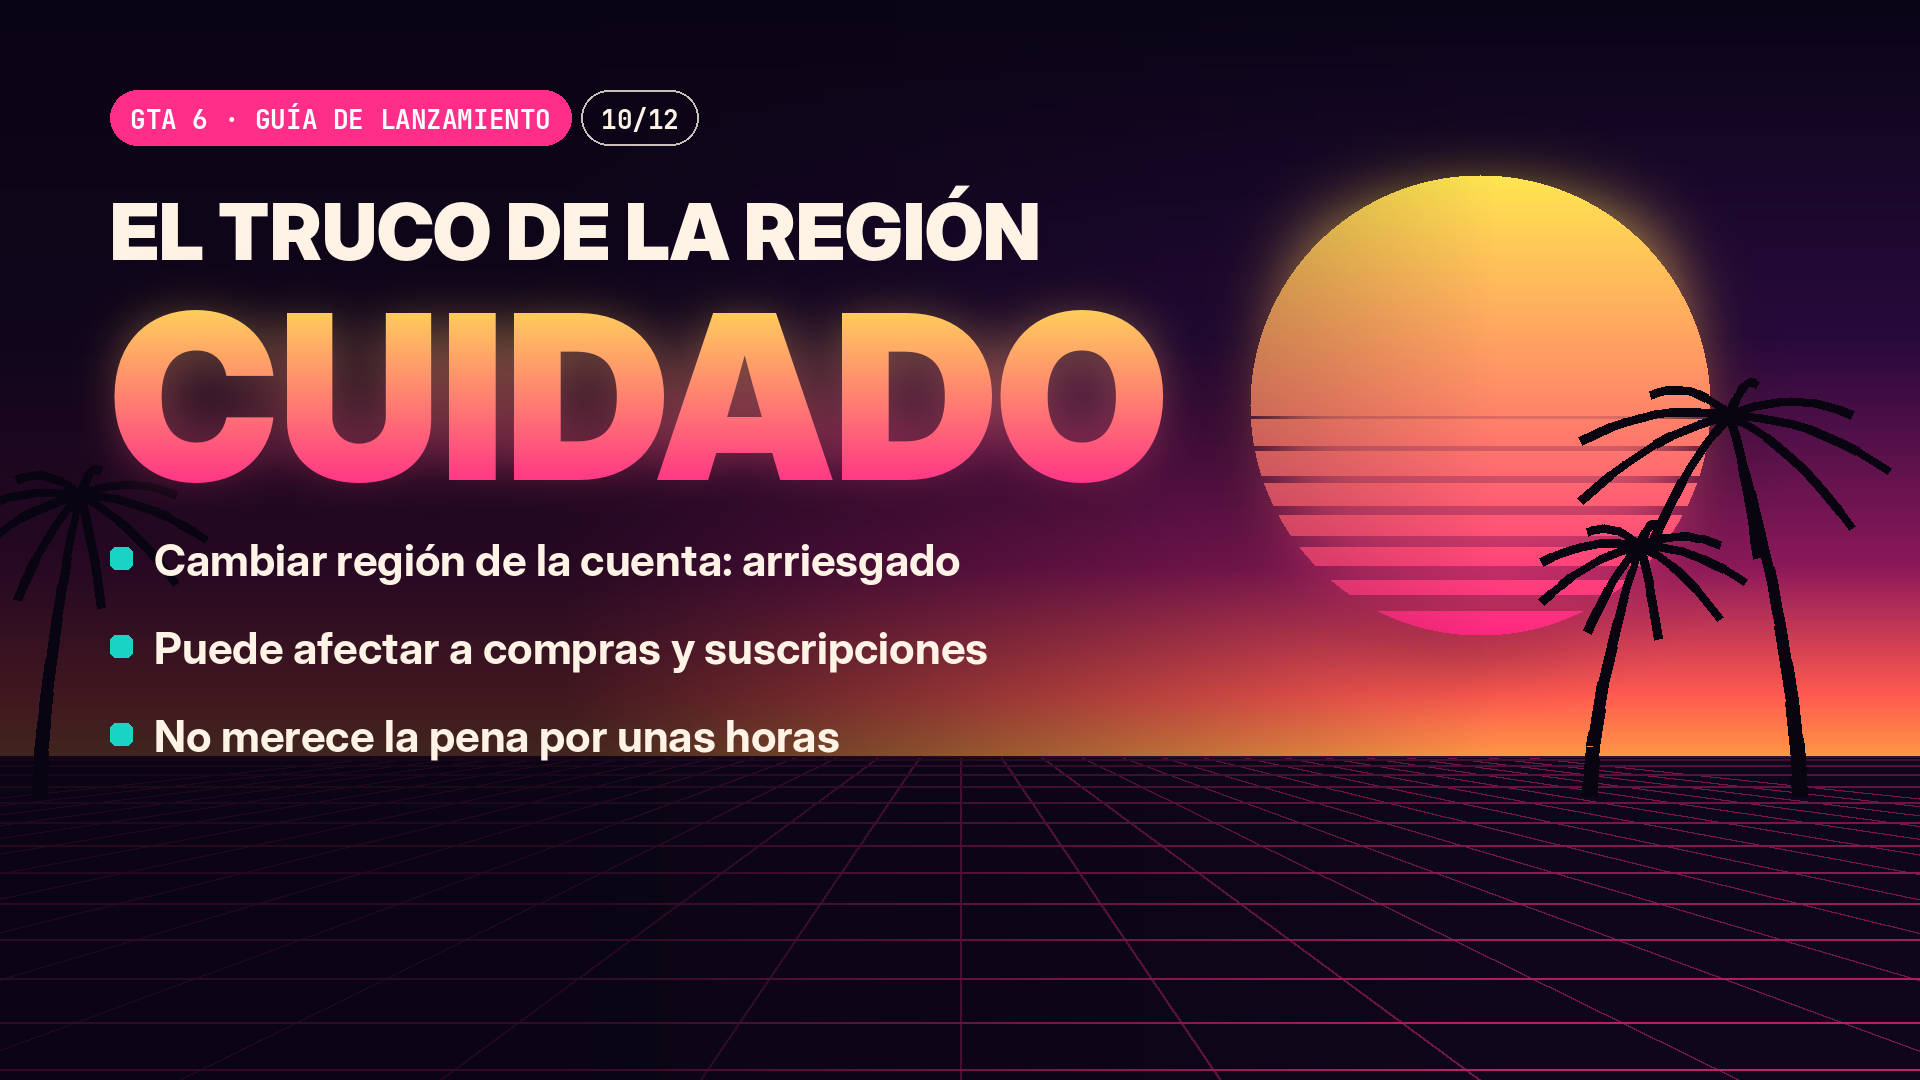 GTA 6 · GUÍA DE LANZAMIENTO
10/12
EL TRUCO DE LA REGIÓN
CUIDADO
Cambiar región de la cuenta: arriesgado
Puede afectar a compras y suscripciones
No merece la pena por unas horas